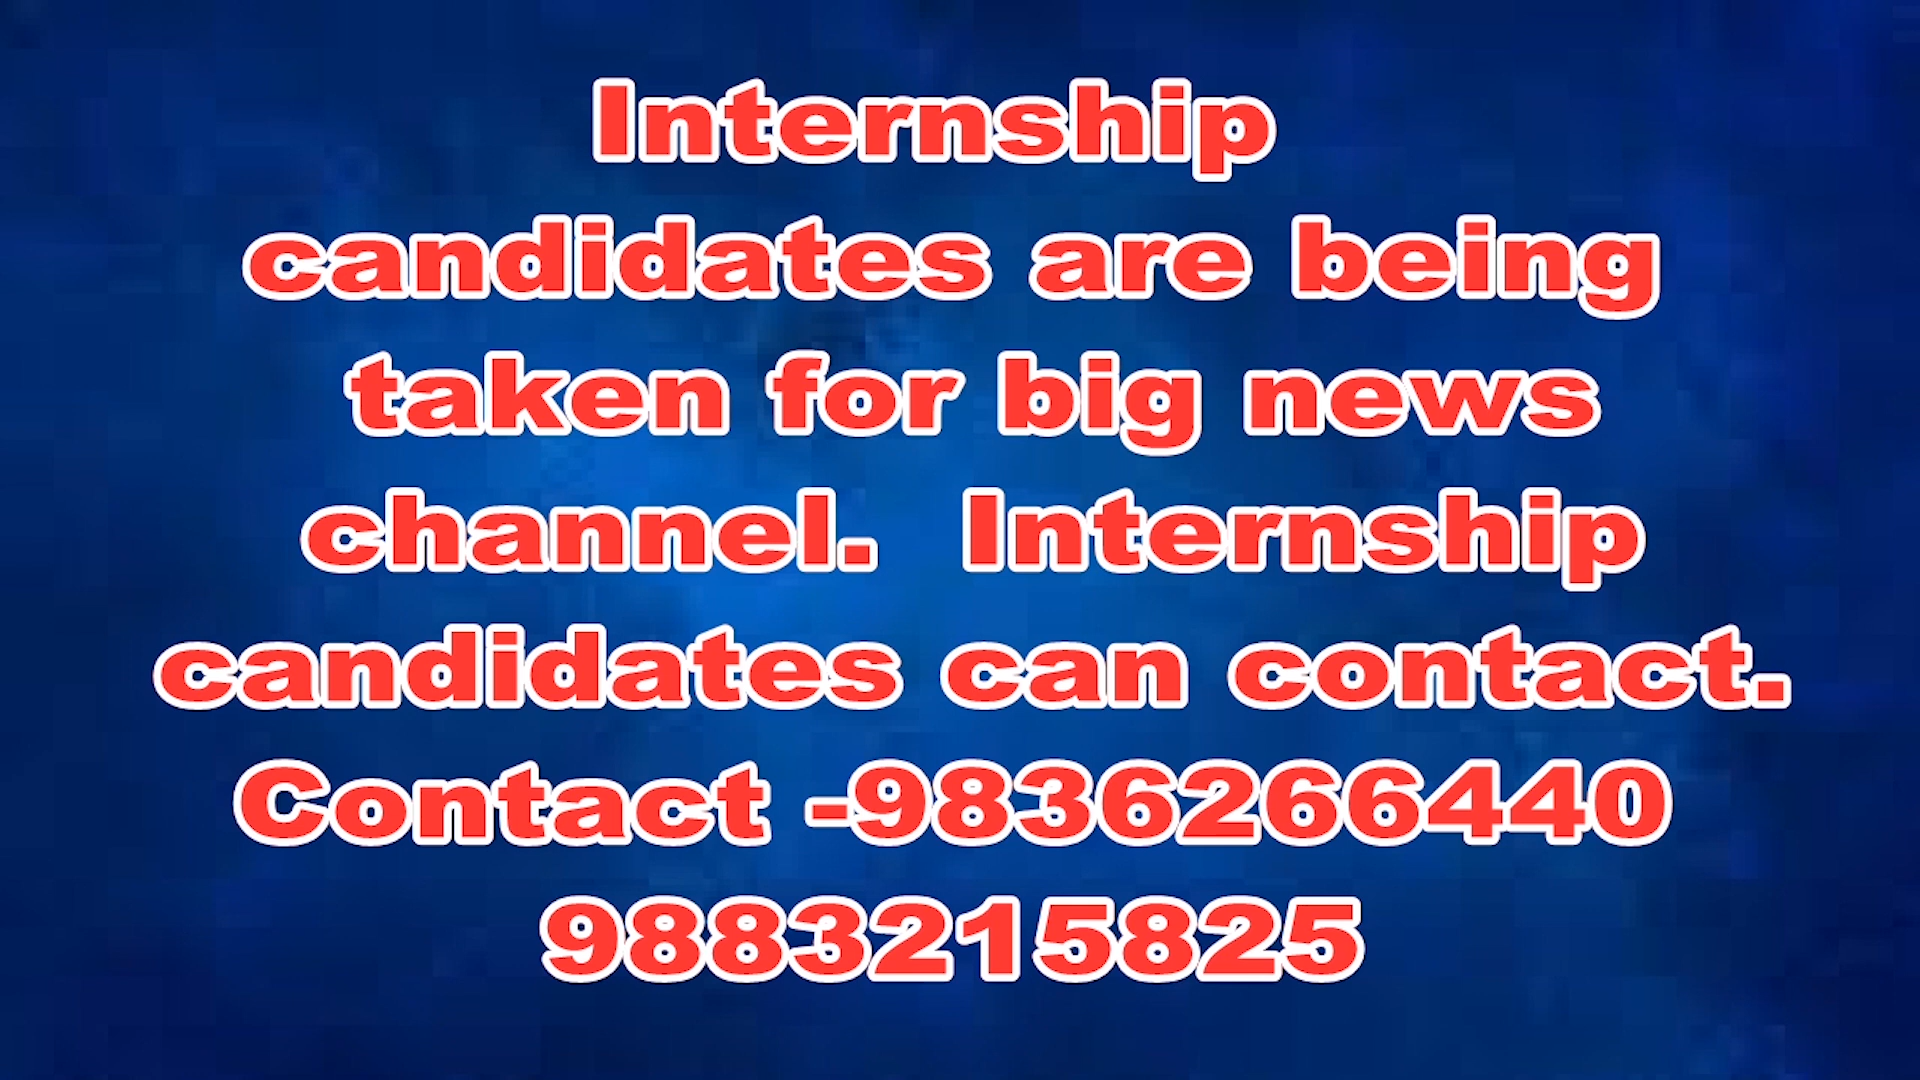 Internship
candidates are being
taken for big news
channel.  Internship
candidates can contact.
Contact -9836266440
9883215825